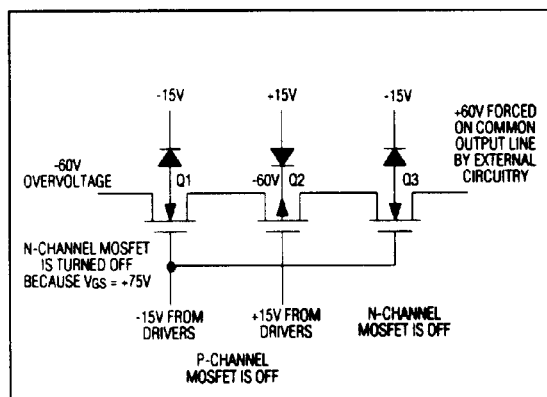 -15V
+15V
-15V
+60V FORCED
ON COMMON
OUTPUT LINE
BY EXTERNAL
CIRCUITRY
-60V
OVERVOLTAGE
Q1
-60V
Q2
Q3
N-CHANNEL MOSFET
IS TURNED OFF
BECAUSE VGS = +75V
-15V FROM
DRIVERS
+15V FROM
DRIVERS
N-CHANNEL
MOSFET IS OFF
P-CHANNEL
MOSFET IS OFF